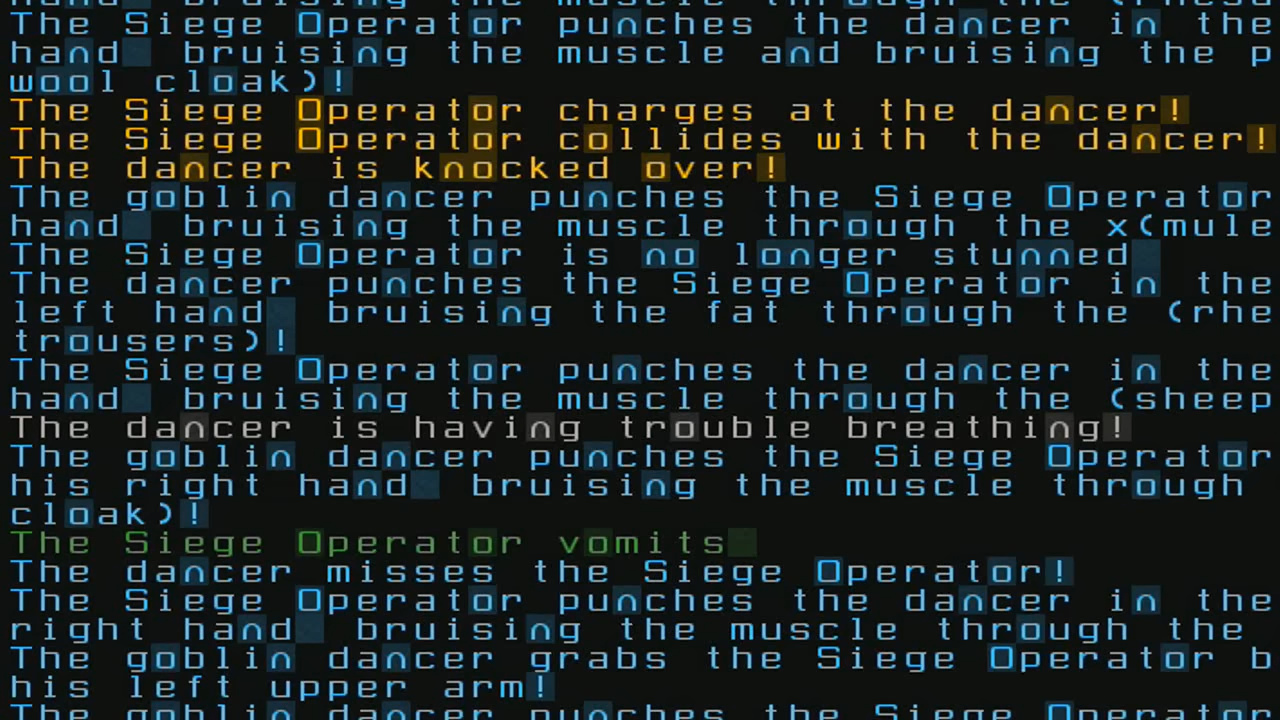 The Siege Operator punches the dancer in the
hand bruising the muscle and bruising the p
wool cloak)!
The Siege Operator charges at the dancer!
The Siege Operator collides with the dancer!
The dancer is knocked over!
The goblin dancer punches the Siege Operator
hand bruising the muscle through the x(mule
The Siege Operator is no longer stunned
The dancer punches the Siege Operator in the
left hand bruising the fat through the (rhe
trousers)!
The Siege Operator punches the dancer in the
hand bruising the muscle through the (sheep
The dancer is having trouble breathing!
The goblin dancer punches the Siege Operator
his right hand bruising the muscle through
cloak)!
The Siege Operator vomits
The dancer misses the Siege Operator!
The Siege Operator punches the dancer in the
right hand bruising the muscle through the
The goblin dancer grabs the Siege Operator b
his left upper arm!
The goblin dancer punches the Siege Operator